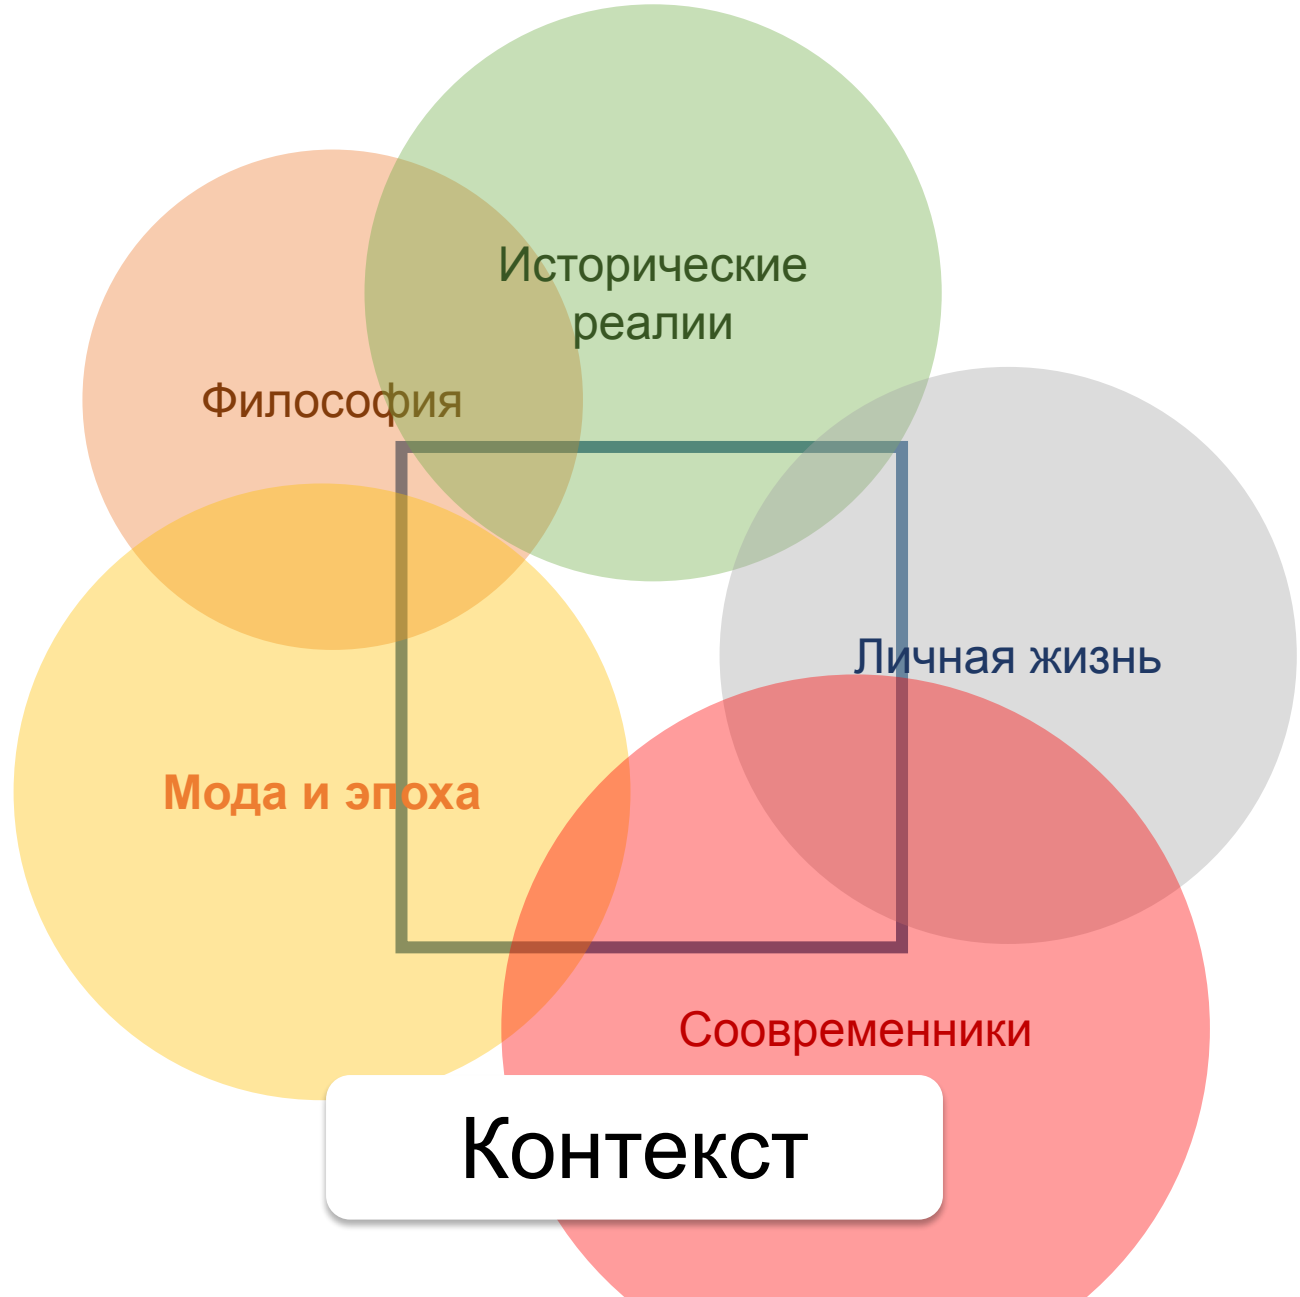 Исторические
реалии
Философия
Личная жизнь
Мода и эпоха
Соовременники
Контекст